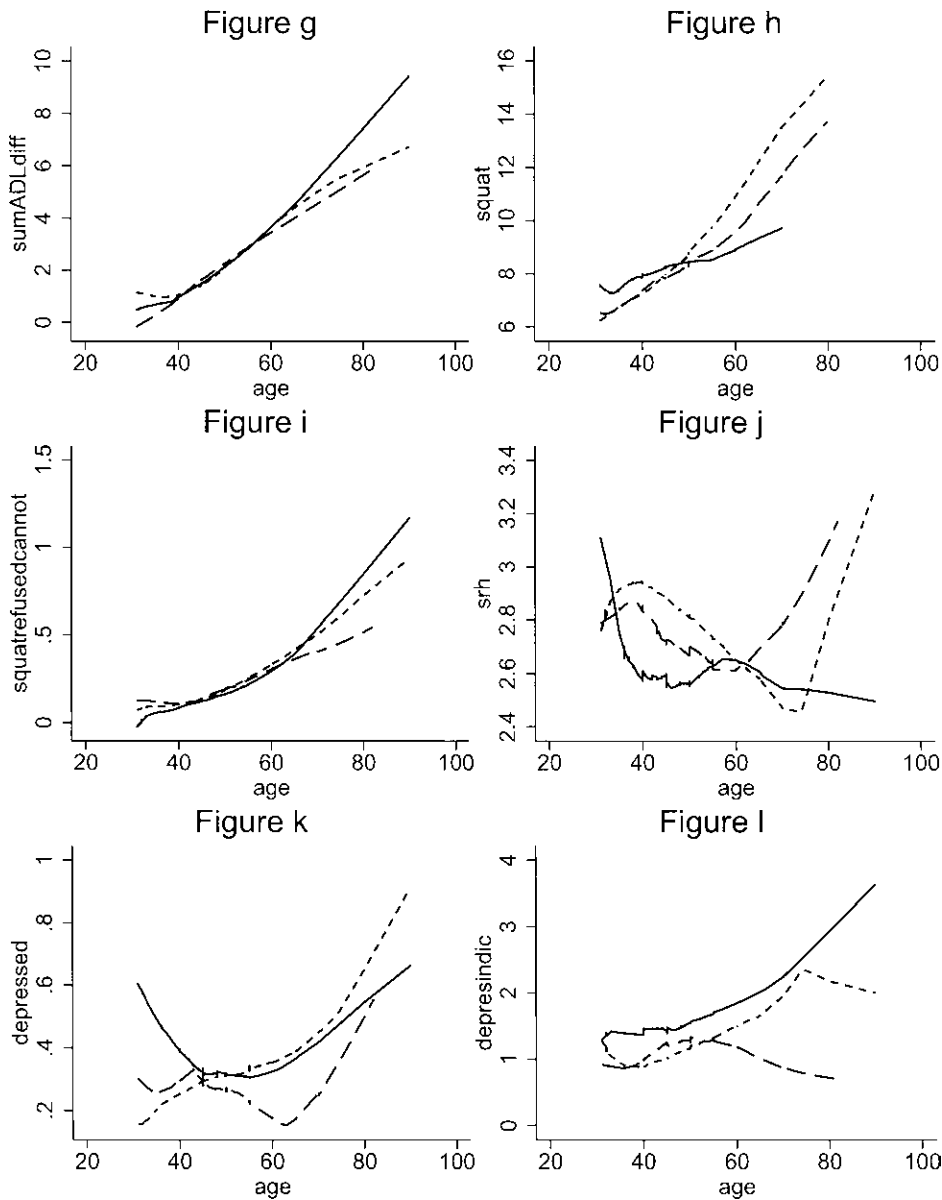 Figure g
sumADLdiff
10
8
6
4
2
0
20 40 60 80 100
age
Figure h
squat
16
14
12
10
8
6
20 40 60 80 100
age
Figure i
squatrefusedcannot
1.5
1
.5
0
20 40 60 80 100
age
Figure j
srh
3.4
3.2
3
2.8
2.6
2.4
20 40 60 80 100
age
Figure k
depressed
1
.8
.6
.4
.2
20 40 60 80 100
age
Figure l
depresindic
4
3
2
1
0
20 40 60 80 100
age